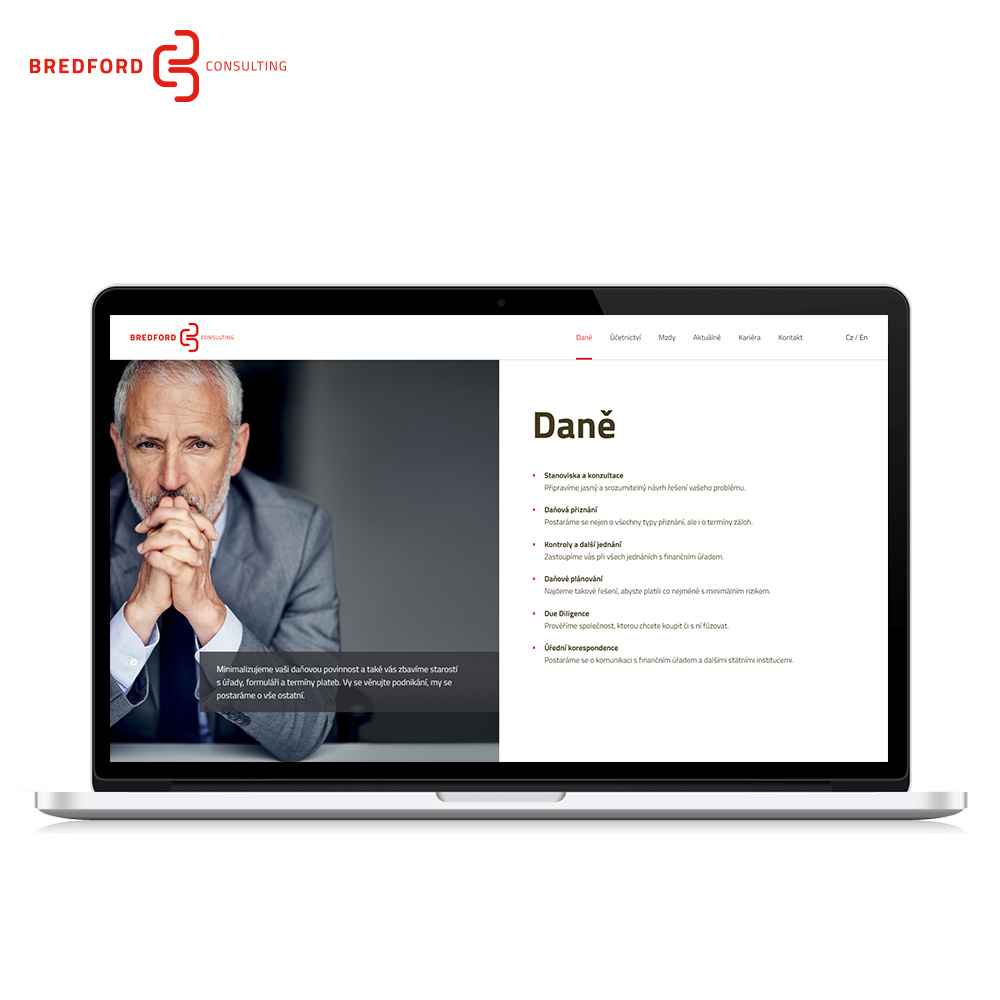 BREDFORD CONSULTING
BREDFORD CONSULTING
Daně Účetnictví Mzdy Aktuálně Kariéra Kontakt Cz / En
Daně
Stanoviska a konzultace
Připravíme jasný a srozumitelný návrh řešení vašeho problému.
Daňová přiznání
Postaráme se nejen o všechny typy přiznání, ale i o termíny záloh.
Kontroly a další jednání
Zastoupíme vás při všech jednáních s finančním úřadem.
Daňové plánování
Najdeme takové řešení, abyste platili co nejméně s minimálním rizikem.
Due Diligence
Prověříme společnost, kterou chcete koupit či s ní fúzovat.
Úřední korespondence
Postaráme se o komunikaci s finančním úřadem a dalšími státními institucemi.
Minimalizujeme vaši daňovou povinnost a také vás zbavíme starostí
s úřady, formuláři a termíny plateb. Vy se věnujte podnikání, my se
postaráme o vše ostatní.